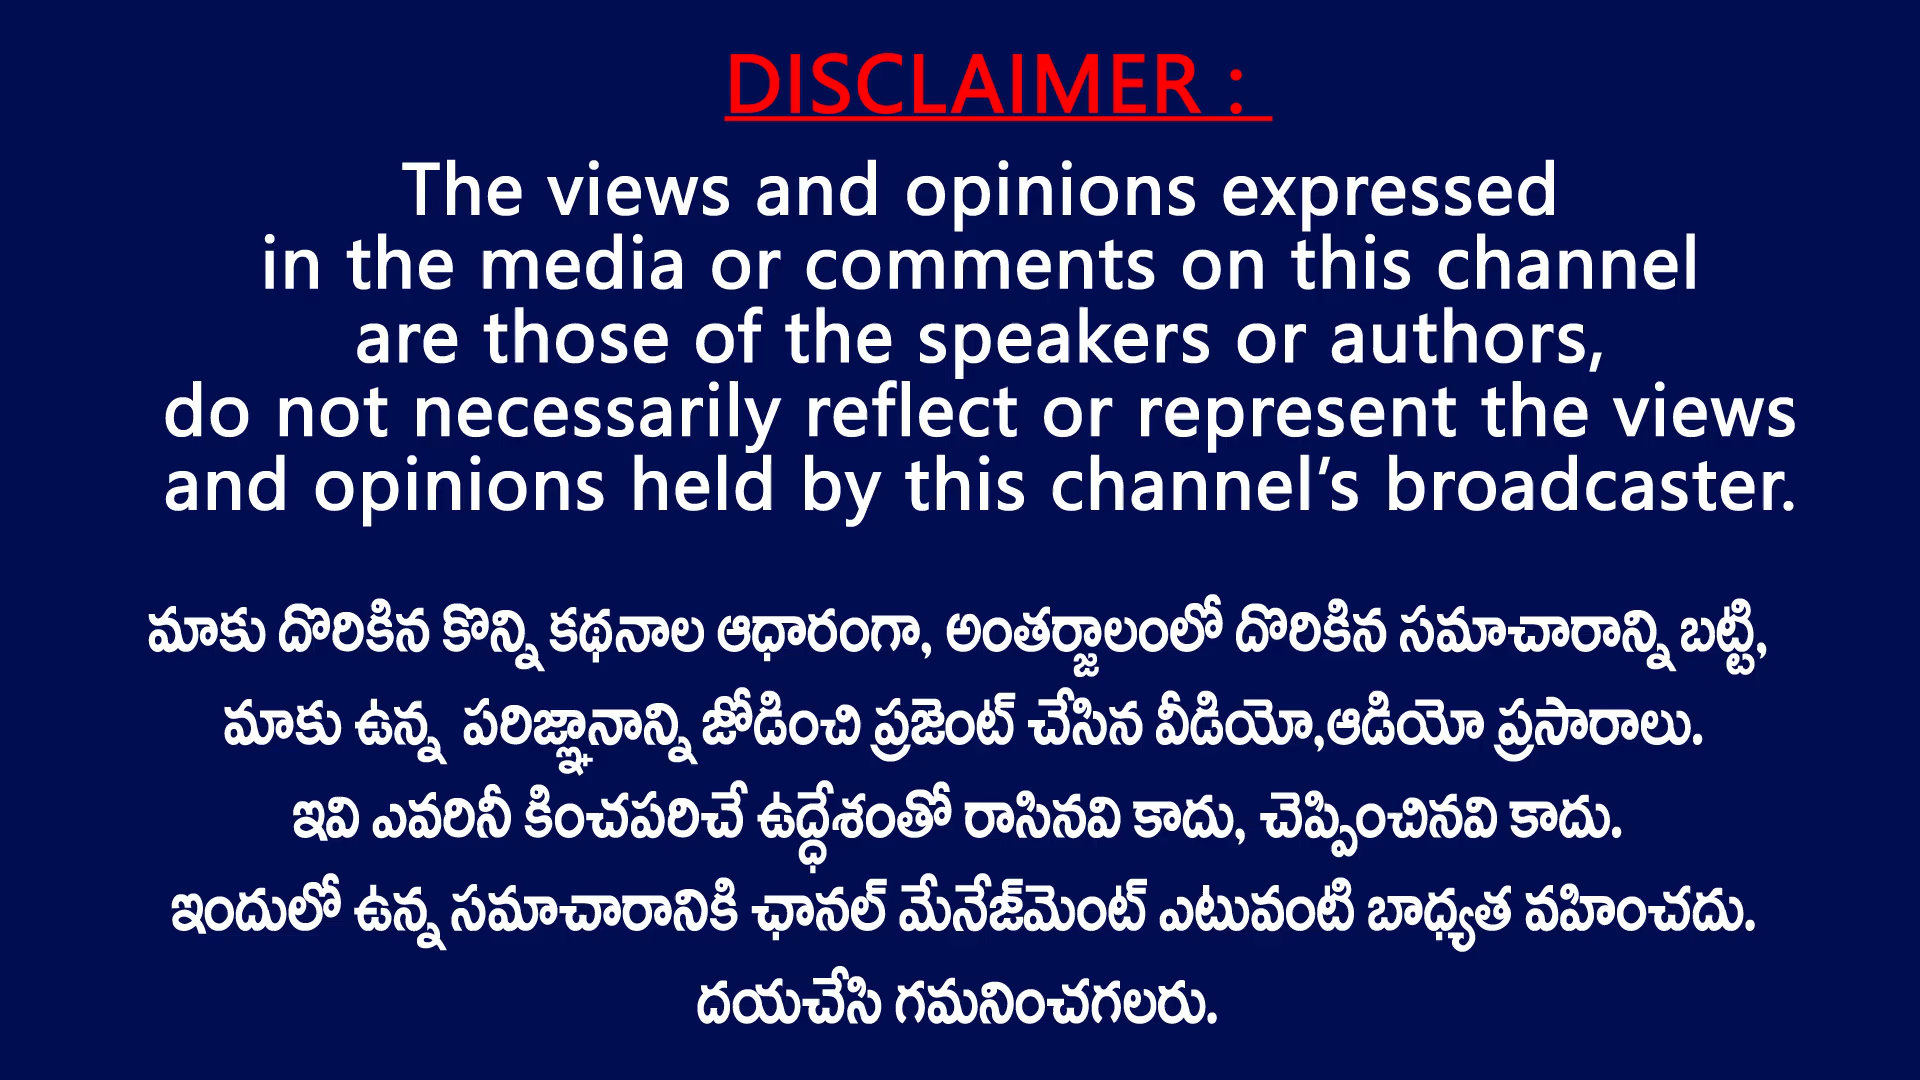 DISCLAIMER :
The views and opinions expressed
in the media or comments on this channel
are those of the speakers or authors,
do not necessarily reflect or represent the views
and opinions held by this channel’s broadcaster.
మాకు దొరికిన కొన్ని కథనాల ఆధారంగా, అంతర్జాలంలో దొరికిన సమాచారాన్ని బట్టి,
మాకు ఉన్న పరిజ్ఞానాన్ని జోడించి ప్రజెంట్ చేసిన వీడియో,ఆడియో ప్రసారాలు.
ఇవి ఎవరినీ కించపరిచే ఉద్ధేశంతో రాసినవి కాదు, చెప్పించినవి కాదు.
ఇందులో ఉన్న సమాచారానికి ఛానల్ మేనేజ్‌మెంట్ ఎటువంటి బాధ్యత వహించదు.
దయచేసి గమనించగలరు.